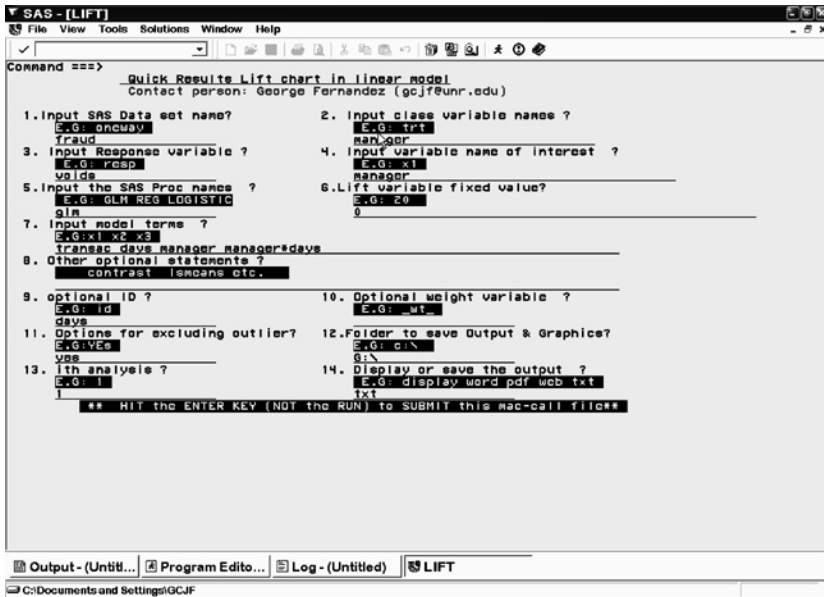 SAS - [LIFT]
File View Tools Solutions Window Help
Command ===>
Quick Results Lift chart in linear model
Contact person: George Fernandez (gcjf@unr.edu)
1.Input SAS Data set name? 2. Input class variable names ?
E.G: oneway E.G: trt
fraud manager
3. Input Response variable ? 4. Input variable name of interest ?
E.G: resp E.G: x1
voids manager
5.Input the SAS Proc names ? 6.Lift variable fixed value?
E.G: GLM REG LOGISTIC E.G: 20
glm 0
7. Input model terms ?
E.G:x1 x2 x3
transac days manager manager*days
8. Other optional statements ?
contrast lsmeans etc.
9. optional ID ? 10. Optional weight variable ?
E.G: id E.G: _wt_
days
11. Options for excluding outlier? 12.Folder to save Output & Graphics?
E.G:YEs E.G: c:\
yes G:\
13. ith analysis ? 14. Display or save the output ?
E.G: 1 E.G: display word pdf web txt
1 txt
** HIT the ENTER KEY (NOT the RUN) to SUBMIT this mac-call file**
Output - (Untitl... Program Edito... Log - (Untitled) LIFT
C:\Documents and Settings\GCJF